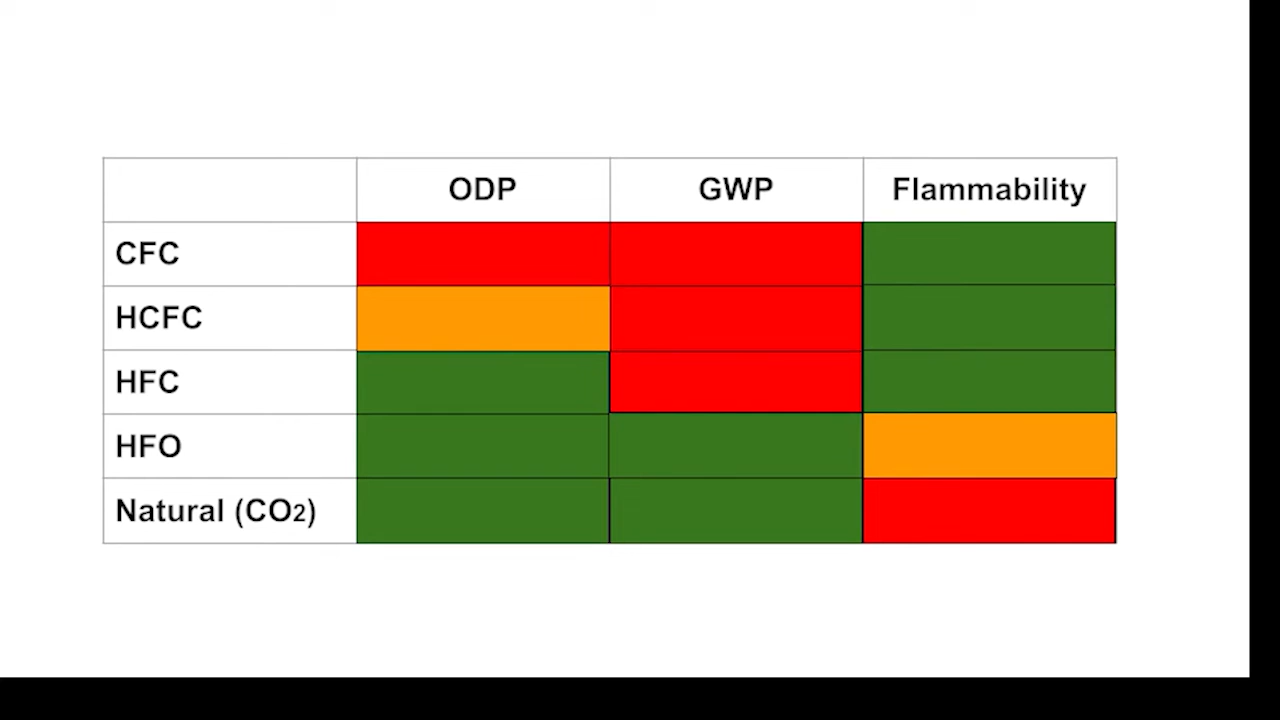 ODP GWP Flammability
CFC
HCFC
HFC
HFO
Natural (CO2)